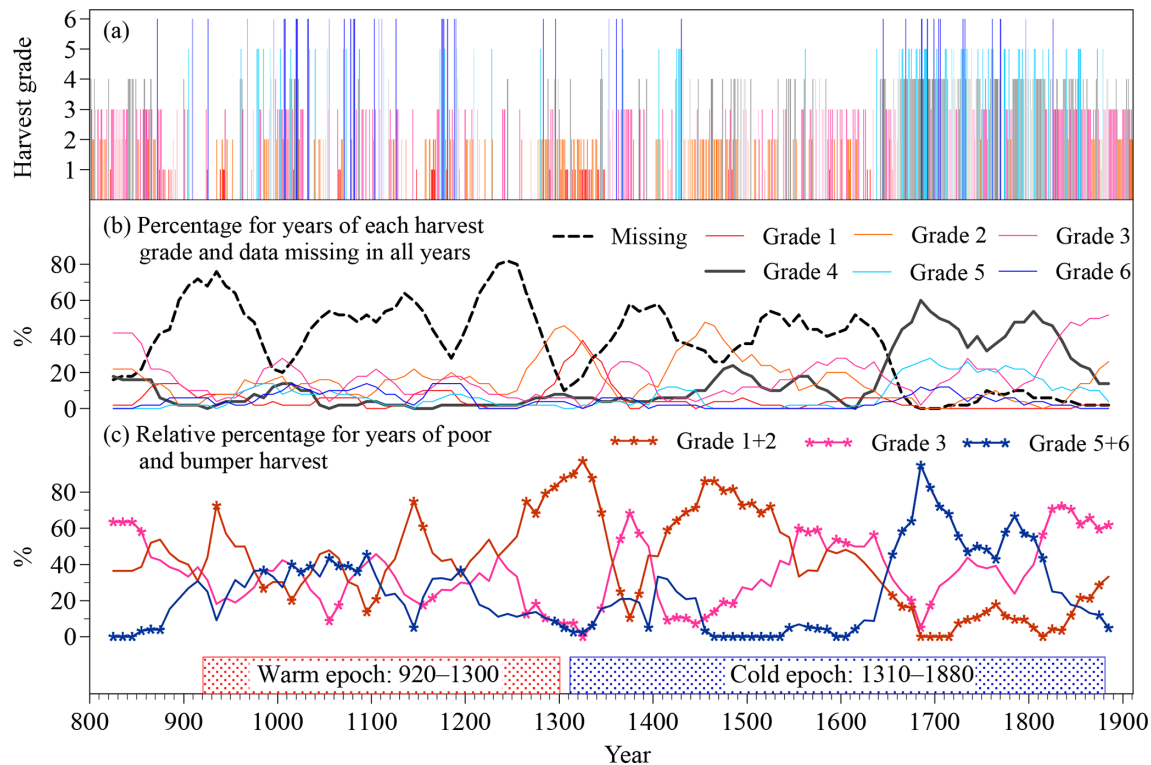 (a)
Harvest grade
6
5
4
3
2
1
(b) Percentage for years of each harvest
grade and data missing in all years
Missing Grade 1 Grade 2 Grade 3
Grade 4 Grade 5 Grade 6
%
80
60
40
20
0
(c) Relative percentage for years of poor
and bumper harvest
Grade 1+2 Grade 3 Grade 5+6
%
80
60
40
20
0
Warm epoch: 920–1300 Cold epoch: 1310–1880
800 900 1000 1100 1200 1300 1400 1500 1600 1700 1800 1900
Year